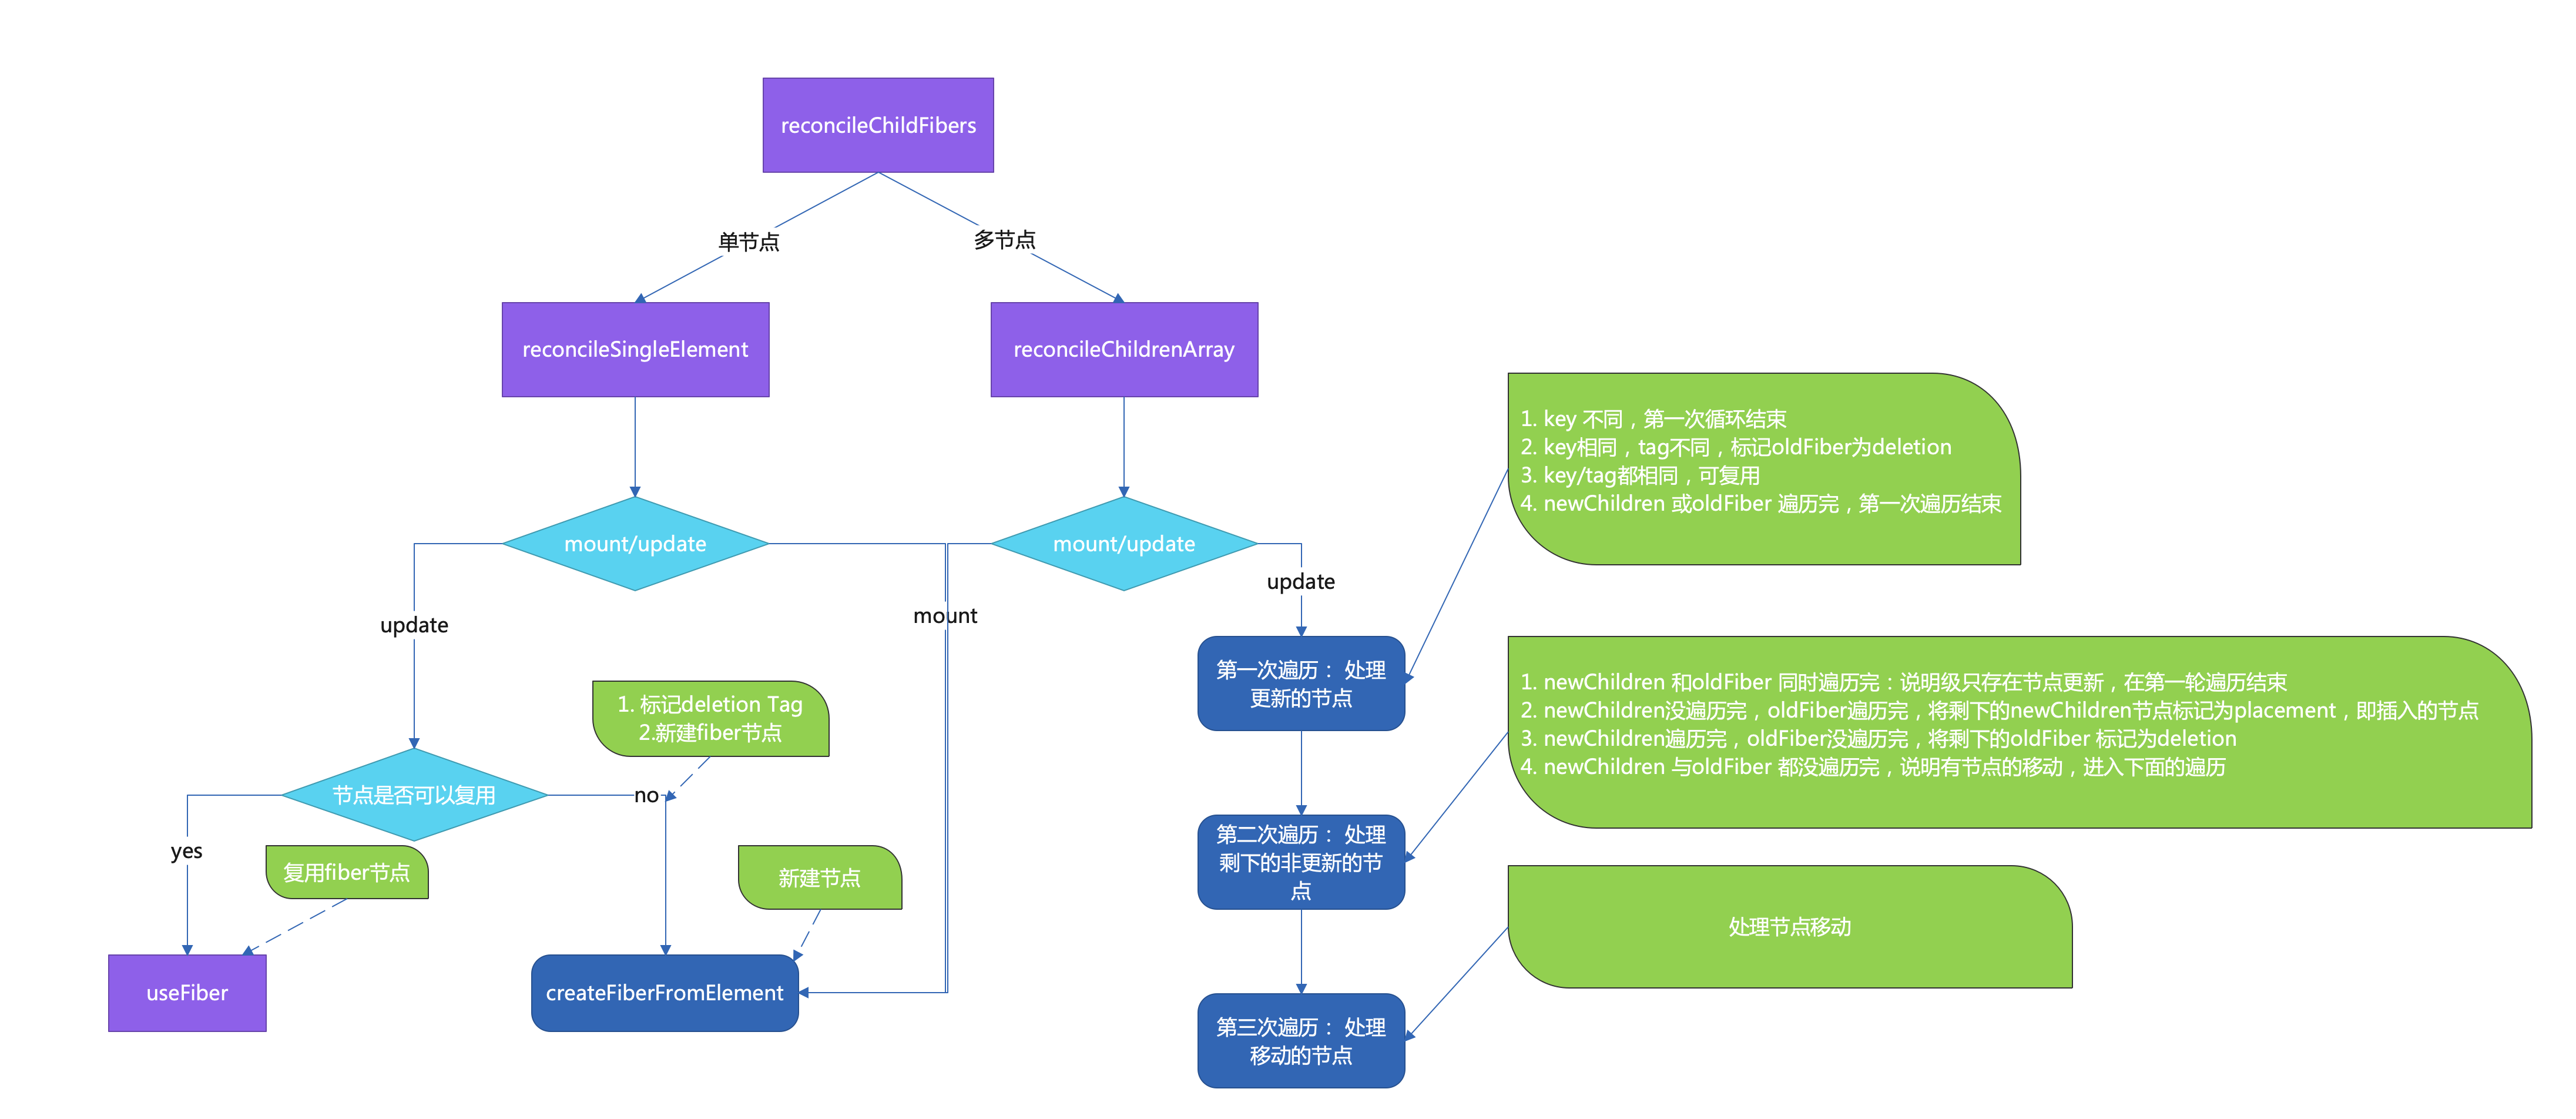 reconcileChildFibers
单节点
多节点
reconcileSingleElement
reconcileChildrenArray
1. key 不同，第一次循环结束
2. key相同，tag不同，标记oldFiber为deletion
3. key/tag都相同，可复用
4. newChildren 或oldFiber 遍历完，第一次遍历结束
mount/update
mount/update
update
mount
update
第一次遍历： 处理
更新的节点
1. 标记deletion Tag
2.新建fiber节点
1. newChildren 和oldFiber 同时遍历完：说明级只存在节点更新，在第一轮遍历结束
2. newChildren没遍历完，oldFiber遍历完，将剩下的newChildren节点标记为placement，即插入的节点
3. newChildren遍历完，oldFiber没遍历完，将剩下的oldFiber 标记为deletion
4. newChildren 与oldFiber 都没遍历完，说明有节点的移动，进入下面的遍历
节点是否可以复用
no
yes
复用fiber节点
新建节点
第二次遍历： 处理
剩下的非更新的节
点
处理节点移动
useFiber
createFiberFromElement
第三次遍历： 处理
移动的节点